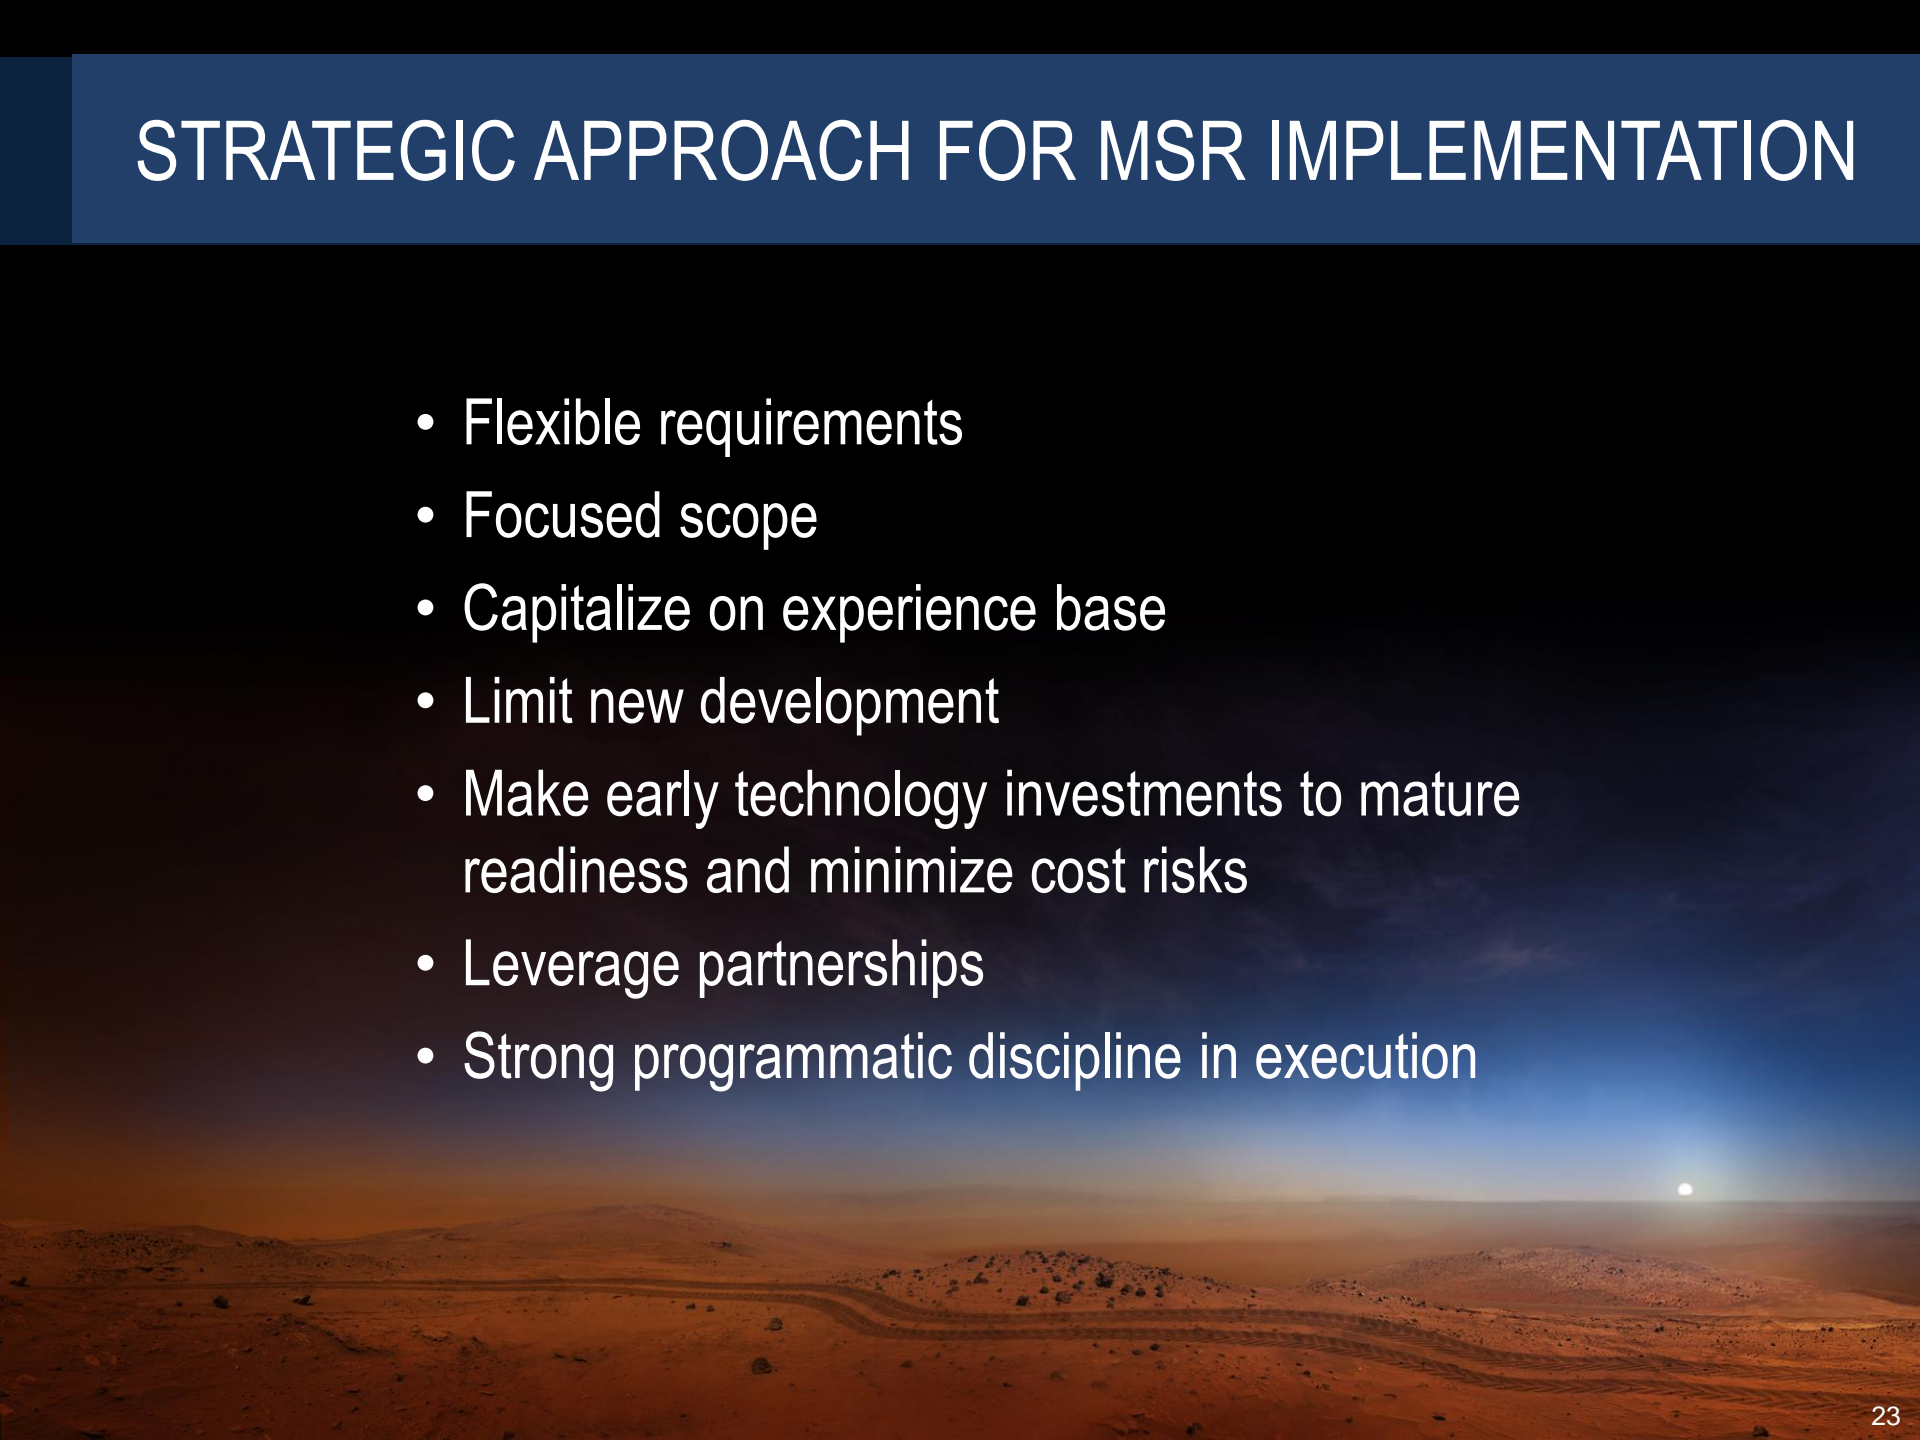 STRATEGIC APPROACH FOR MSR IMPLEMENTATION
• Flexible requirements
• Focused scope
• Capitalize on experience base
• Limit new development
• Make early technology investments to mature
readiness and minimize cost risks
• Leverage partnerships
• Strong programmatic discipline in execution
23